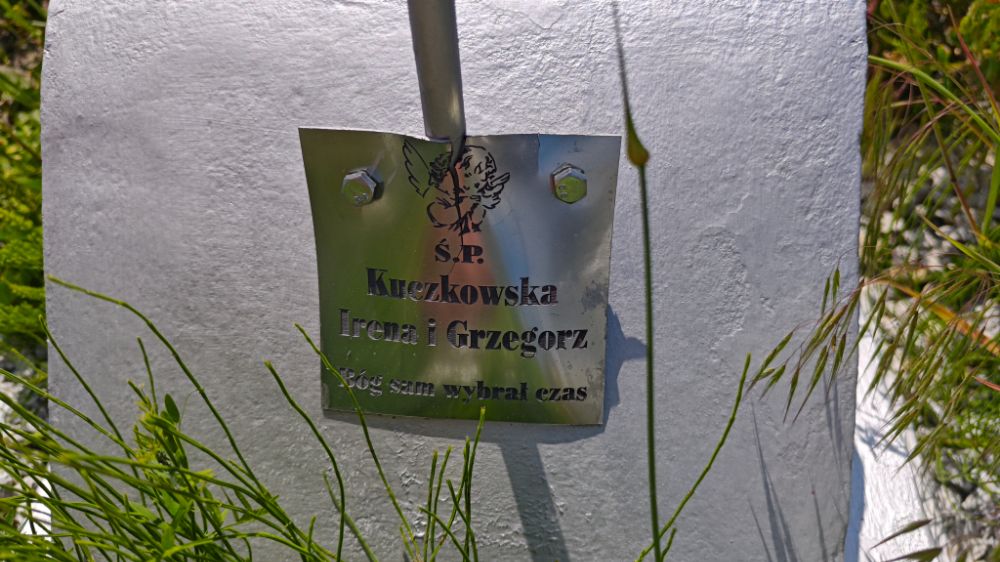 Ś.P.
Kuczkowska
Irena i Grzegorz
Bóg sam wybrał czas